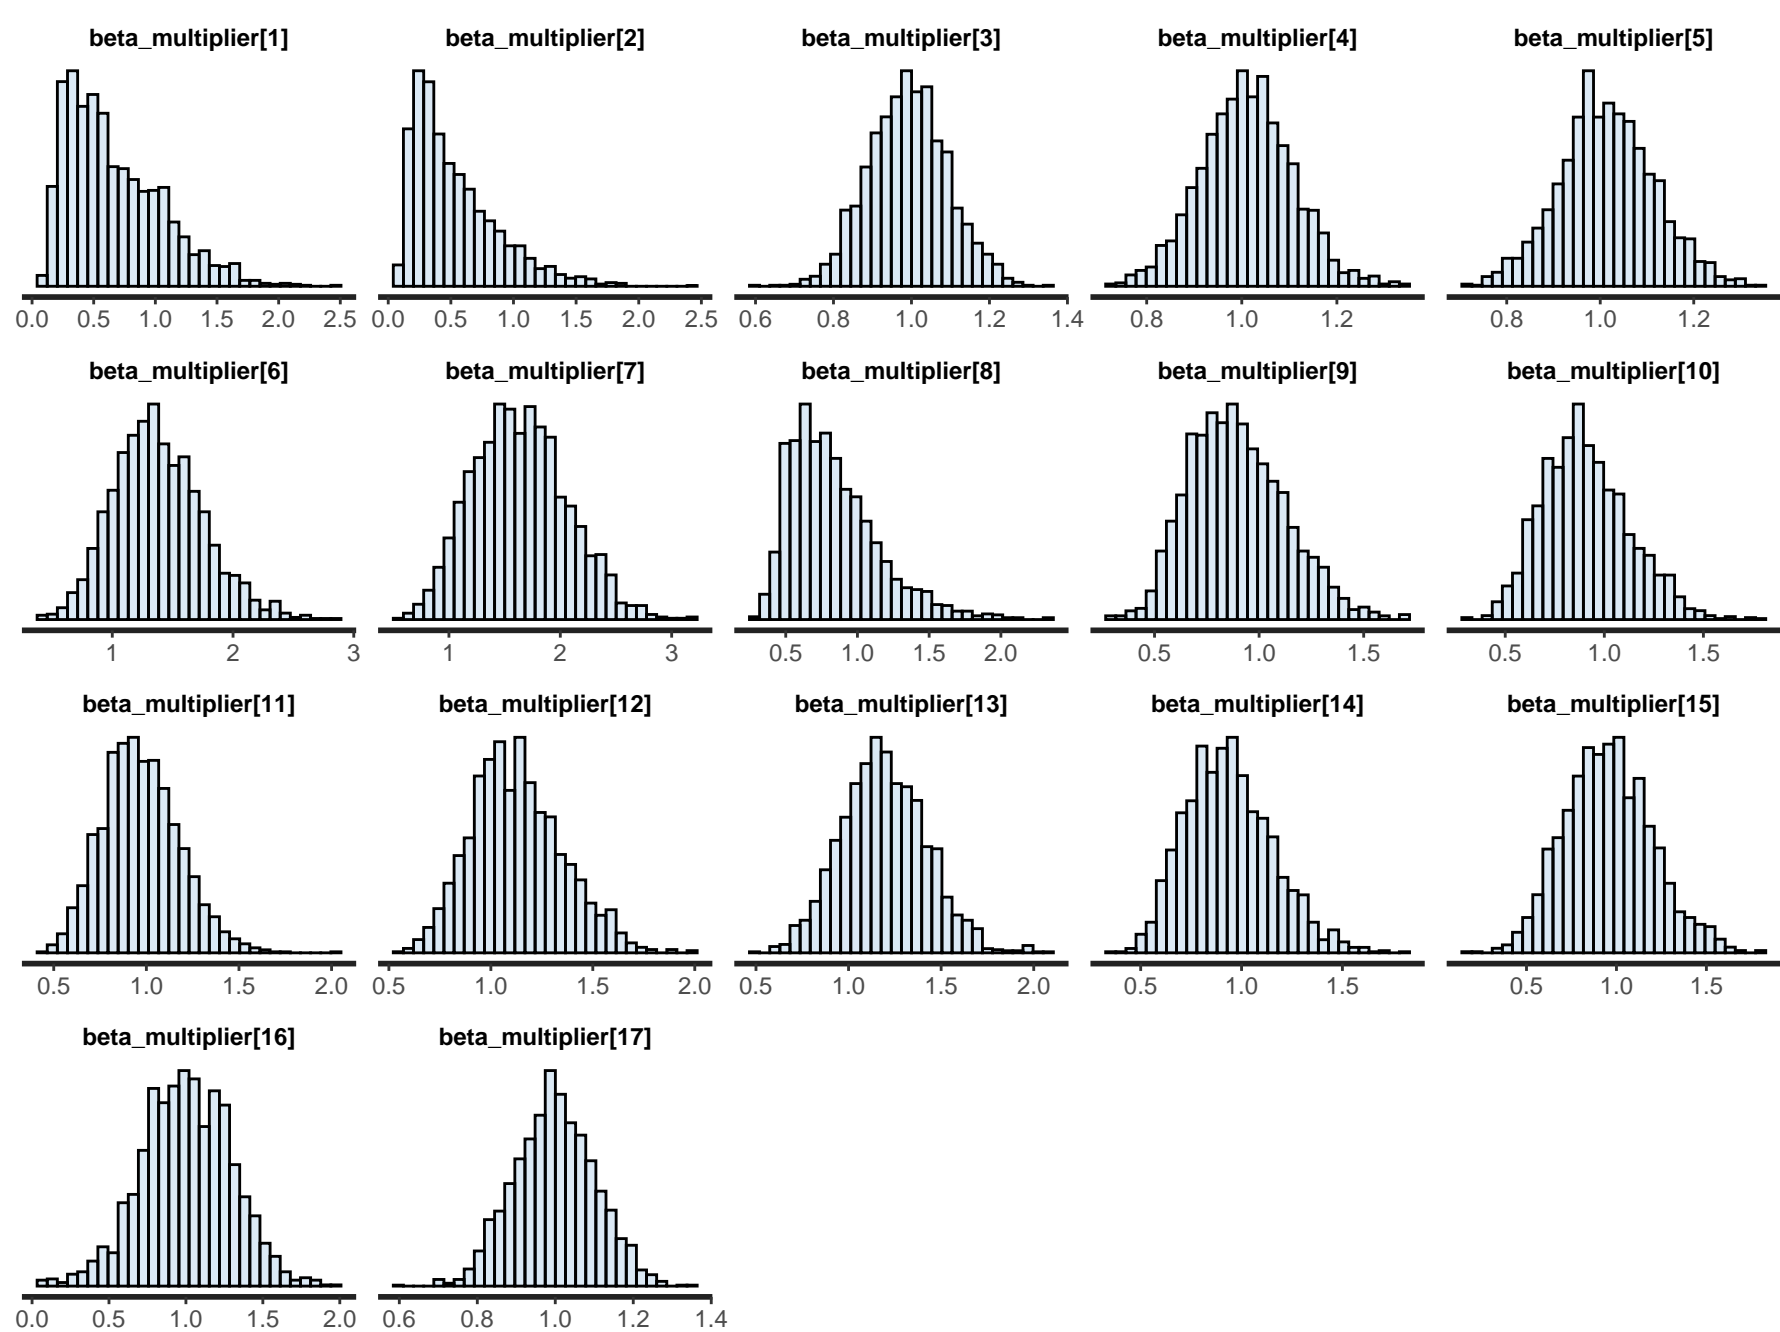 beta_multiplier[1] beta_multiplier[2] beta_multiplier[3] beta_multiplier[4] beta_multiplier[5]
0.0 0.5 1.0 1.5 2.0 2.5 0.0 0.5 1.0 1.5 2.0 2.5 0.6 0.8 1.0 1.2 1.4 0.8 1.0 1.2 0.8 1.0 1.2
beta_multiplier[6] beta_multiplier[7] beta_multiplier[8] beta_multiplier[9] beta_multiplier[10]
1 2 3 1 2 3 0.5 1.0 1.5 2.0 0.5 1.0 1.5 0.5 1.0 1.5
beta_multiplier[11] beta_multiplier[12] beta_multiplier[13] beta_multiplier[14] beta_multiplier[15]
0.5 1.0 1.5 2.0 0.5 1.0 1.5 2.0 0.5 1.0 1.5 2.0 0.5 1.0 1.5 0.5 1.0 1.5
beta_multiplier[16] beta_multiplier[17]
0.0 0.5 1.0 1.5 2.0 0.6 0.8 1.0 1.2 1.4